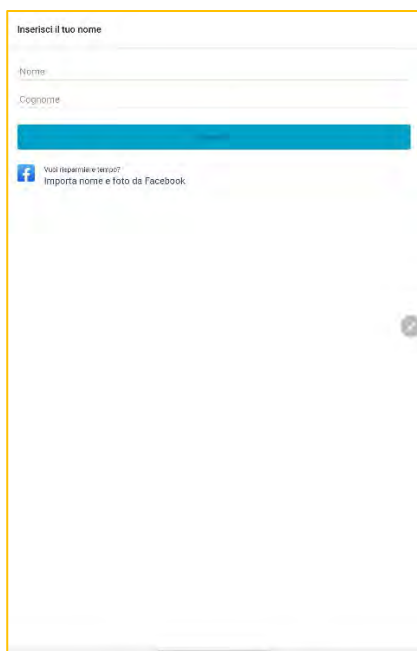 Inserisci il tuo nome
Nome
Cognome
Vuoi risparmiare tempo?
Importa nome e foto da Facebook